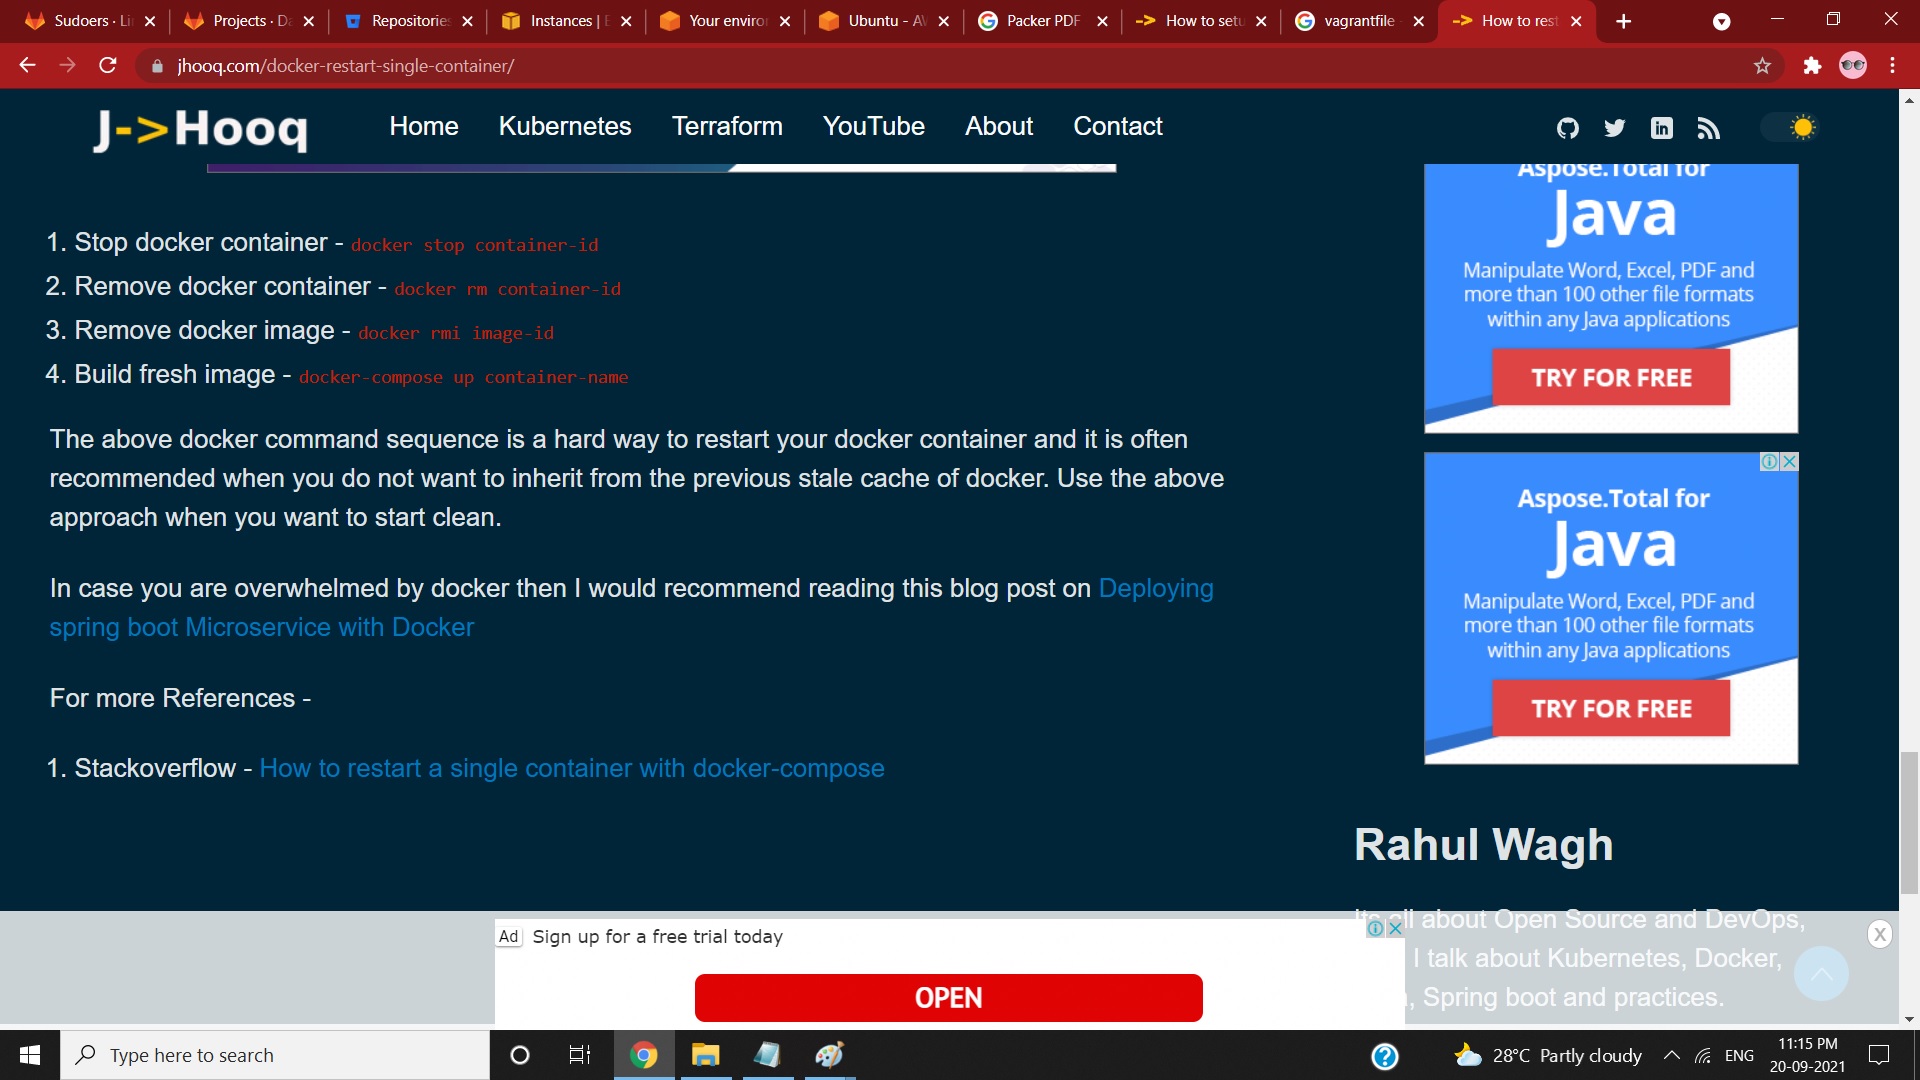 Sudoers · Li
Projects · Da
Repositories
Instances | E
Your enviro
Ubuntu - AW
Packer PDF
How to setu
vagrantfile
How to rest
jhooq.com/docker-restart-single-container/
J->Hooq
Home
Kubernetes
Terraform
YouTube
About
Contact
Aspose.Total for
Java
Manipulate Word, Excel, PDF and
more than 100 other file formats
within any Java applications
TRY FOR FREE
1. Stop docker container - docker stop container-id
2. Remove docker container - docker rm container-id
3. Remove docker image - docker rmi image-id
4. Build fresh image - docker-compose up container-name
The above docker command sequence is a hard way to restart your docker container and it is often
recommended when you do not want to inherit from the previous stale cache of docker. Use the above
approach when you want to start clean.
In case you are overwhelmed by docker then I would recommend reading this blog post on Deploying
spring boot Microservice with Docker
For more References -
1. Stackoverflow - How to restart a single container with docker-compose
Aspose.Total for
Java
Manipulate Word, Excel, PDF and
more than 100 other file formats
within any Java applications
TRY FOR FREE
Rahul Wagh
Its all about Open Source and DevOps,
I talk about Kubernetes, Docker,
, Spring boot and practices.
Ad
Sign up for a free trial today
OPEN
X
Type here to search
28°C Partly cloudy
ENG
11:15 PM
20-09-2021